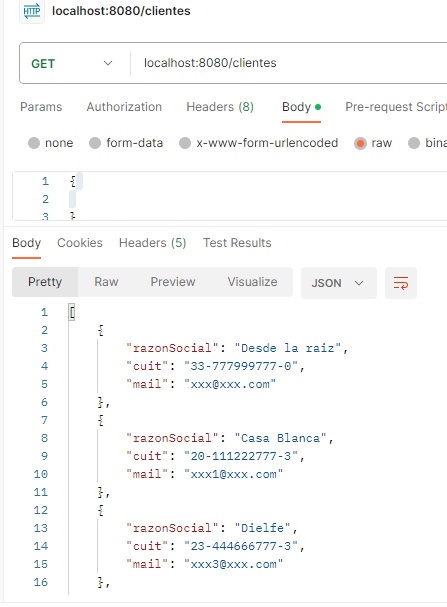 HTTP localhost:8080/clientes
GET localhost:8080/clientes
Params Authorization Headers (8) Body Pre-request Script
none form-data x-www-form-urlencoded raw bina
1 {
2
3 }
Body Cookies Headers (5) Test Results
Pretty Raw Preview Visualize JSON
1 [
2 {
3 "razonSocial": "Desde la raiz",
4 "cuit": "33-777999777-0",
5 "mail": "xxx@xxx.com"
6 },
7 {
8 "razonSocial": "Casa Blanca",
9 "cuit": "20-111222777-3",
10 "mail": "xxx1@xxx.com"
11 },
12 {
13 "razonSocial": "Dielfe",
14 "cuit": "23-444666777-3",
15 "mail": "xxx3@xxx.com"
16 },